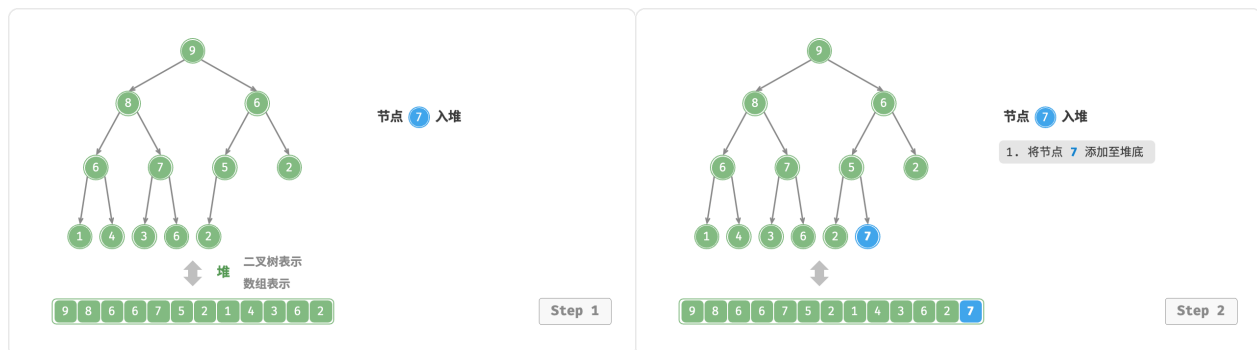 9
8 6
节点 7 入堆
6 7 5 2
1 4 3 6 2
堆
二叉树表示
数组表示
9 8 6 6 7 5 2 1 4 3 6 2
Step 1
9
8 6
节点 7 入堆
1. 将节点 7 添加至堆底
6 7 5 2
1 4 3 6 2 7
9 8 6 6 7 5 2 1 4 3 6 2 7
Step 2